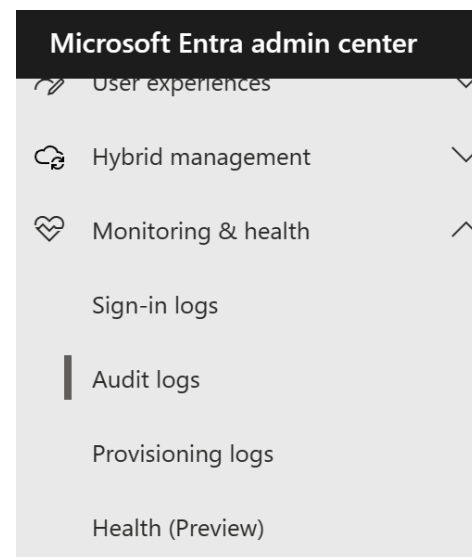 Microsoft Entra admin center
User experiences
Hybrid management
Monitoring & health
Sign-in logs
Audit logs
Provisioning logs
Health (Preview)